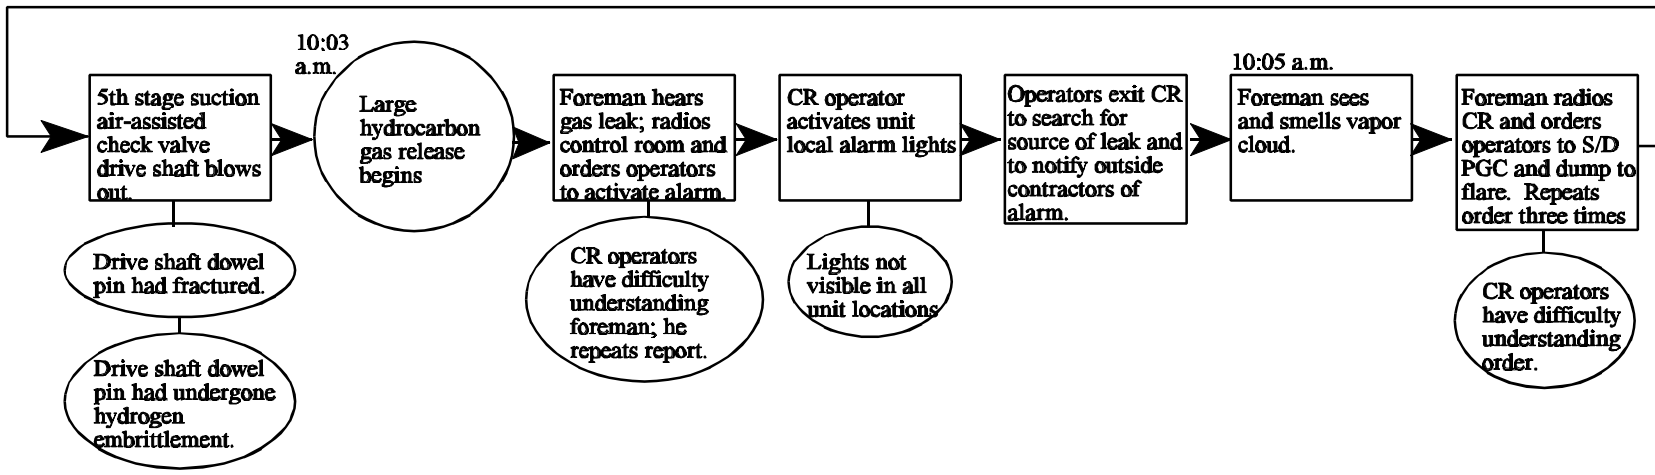 10:03
a.m.
5th stage suction
air-assisted
check valve
drive shaft blows
out.
Drive shaft dowel
pin had fractured.
Drive shaft dowel
pin had undergone
hydrogen
embrittlement.
Large
hydrocarbon
gas release
begins
Foreman hears
gas leak; radios
control room and
orders operators
to activate alarm.
CR operators
have difficulty
understanding
foreman; he
repeats report.
CR operator
activates unit
local alarm lights
Lights not
visible in all
unit locations
Operators exit CR
to search for
source of leak and
to notify outside
contractors of
alarm.
10:05 a.m.
Foreman sees
and smells vapor
cloud.
Foreman radios
CR and orders
operators to S/D
PGC and dump to
flare. Repeats
order three times
CR operators
have difficulty
understanding
order.